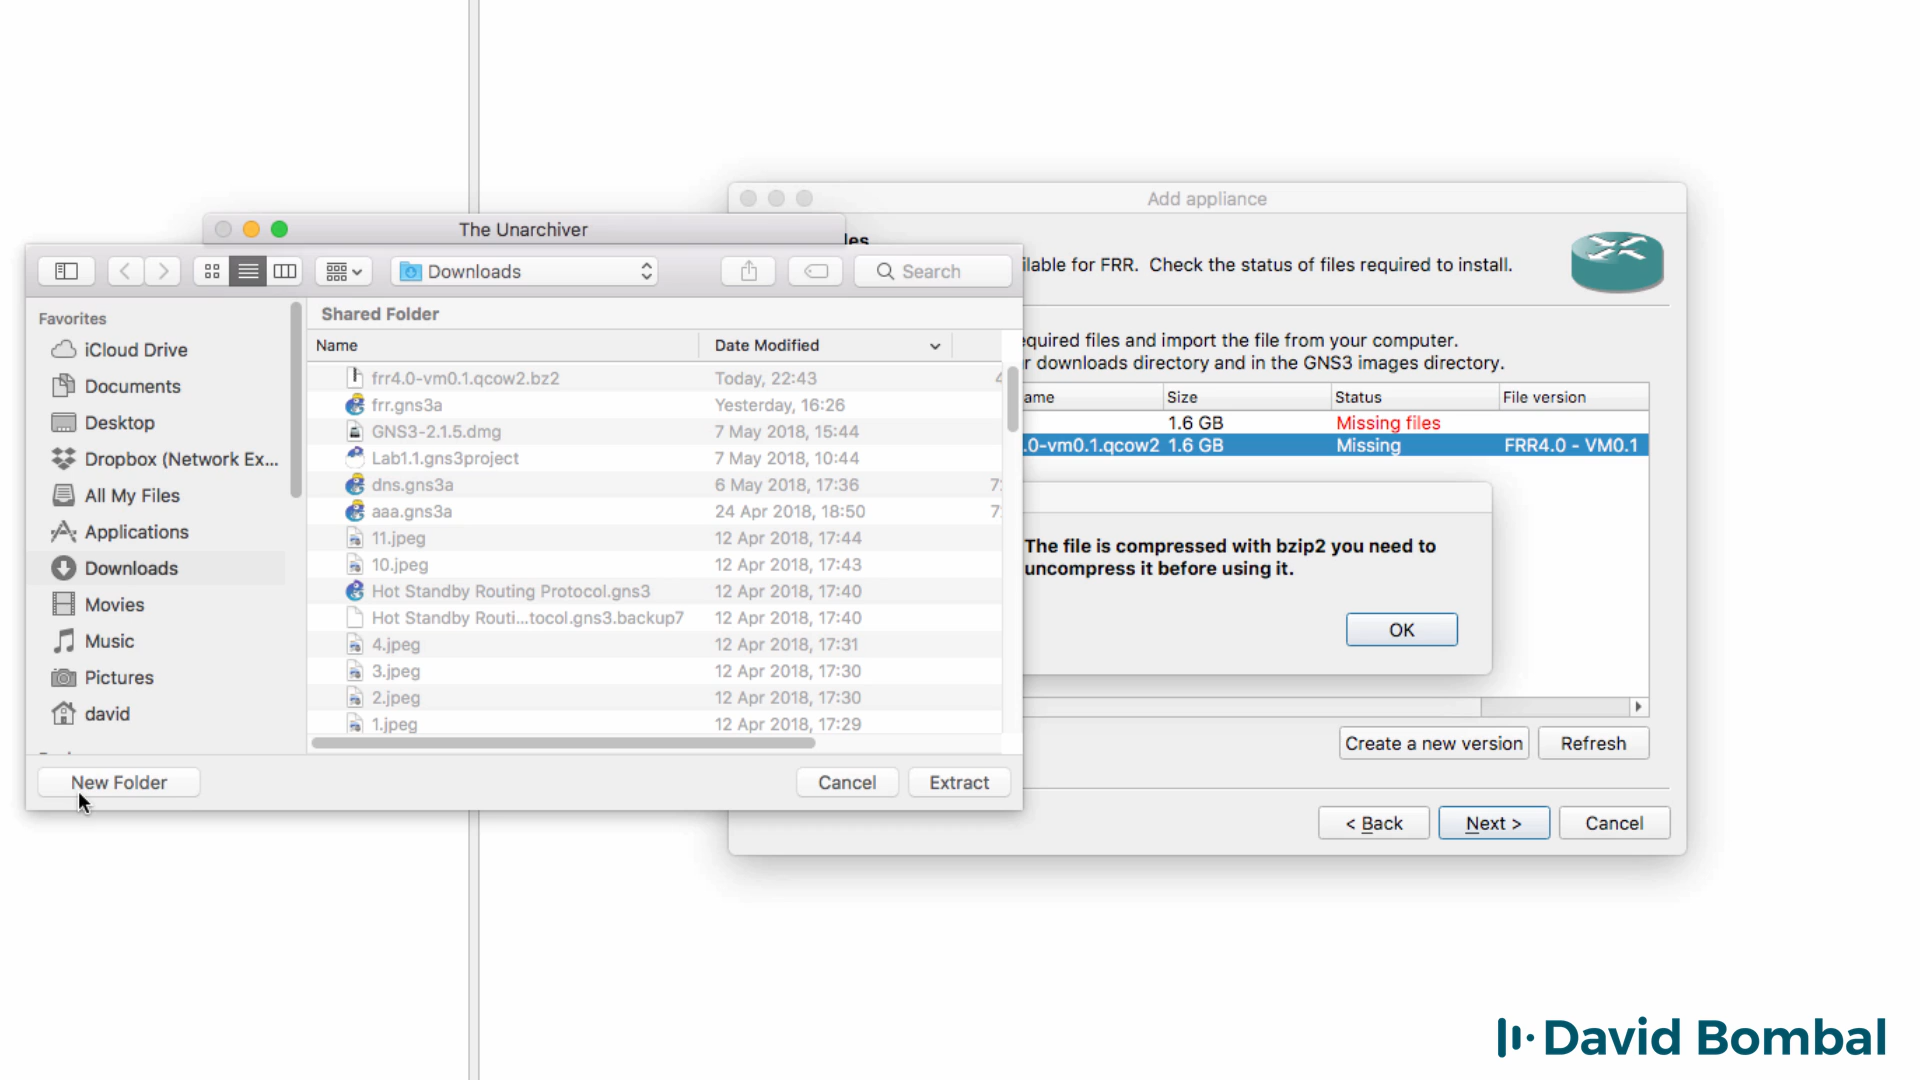 Add appliance
The Unarchiver
les
Downloads
Search
ilable for FRR. Check the status of files required to install.
Favorites
iCloud Drive
Documents
Desktop
Dropbox (Network Ex...
All My Files
Applications
Downloads
Movies
Music
Pictures
david
Shared Folder
Name Date Modified
frr4.0-vm0.1.qcow2.bz2 Today, 22:43 4
frr.gns3a Yesterday, 16:26
GNS3-2.1.5.dmg 7 May 2018, 15:44
Lab1.1.gns3project 7 May 2018, 10:44
dns.gns3a 6 May 2018, 17:36 7
aaa.gns3a 24 Apr 2018, 18:50 7
11.jpeg 12 Apr 2018, 17:44
10.jpeg 12 Apr 2018, 17:43
Hot Standby Routing Protocol.gns3 12 Apr 2018, 17:40
Hot Standby Routi...tocol.gns3.backup7 12 Apr 2018, 17:40
4.jpeg 12 Apr 2018, 17:31
3.jpeg 12 Apr 2018, 17:30
2.jpeg 12 Apr 2018, 17:30
1.jpeg 12 Apr 2018, 17:29
New Folder Cancel Extract
equired files and import the file from your computer.
r downloads directory and in the GNS3 images directory.
ame Size Status File version
1.6 GB Missing files
.0-vm0.1.qcow2 1.6 GB Missing FRR4.0 - VM0.1
The file is compressed with bzip2 you need to
uncompress it before using it.
OK
Create a new version Refresh
< Back Next > Cancel
David Bombal